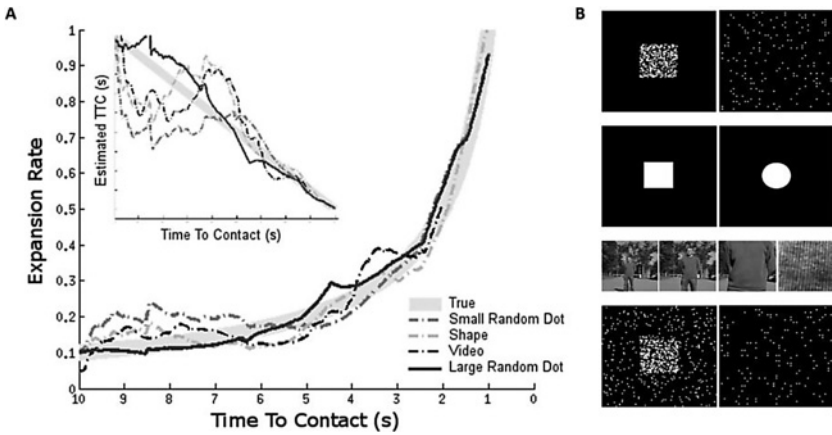 A
B
Expansion Rate
1
0.9
0.8
0.7
0.6
0.5
0.4
0.3
0.2
0.1
0
10 9 8 7 6 5 4 3 2 1 0
Time To Contact (s)
Estimated TTC (s)
Time To Contact (s)
True
Small Random Dot
Shape
Video
Large Random Dot